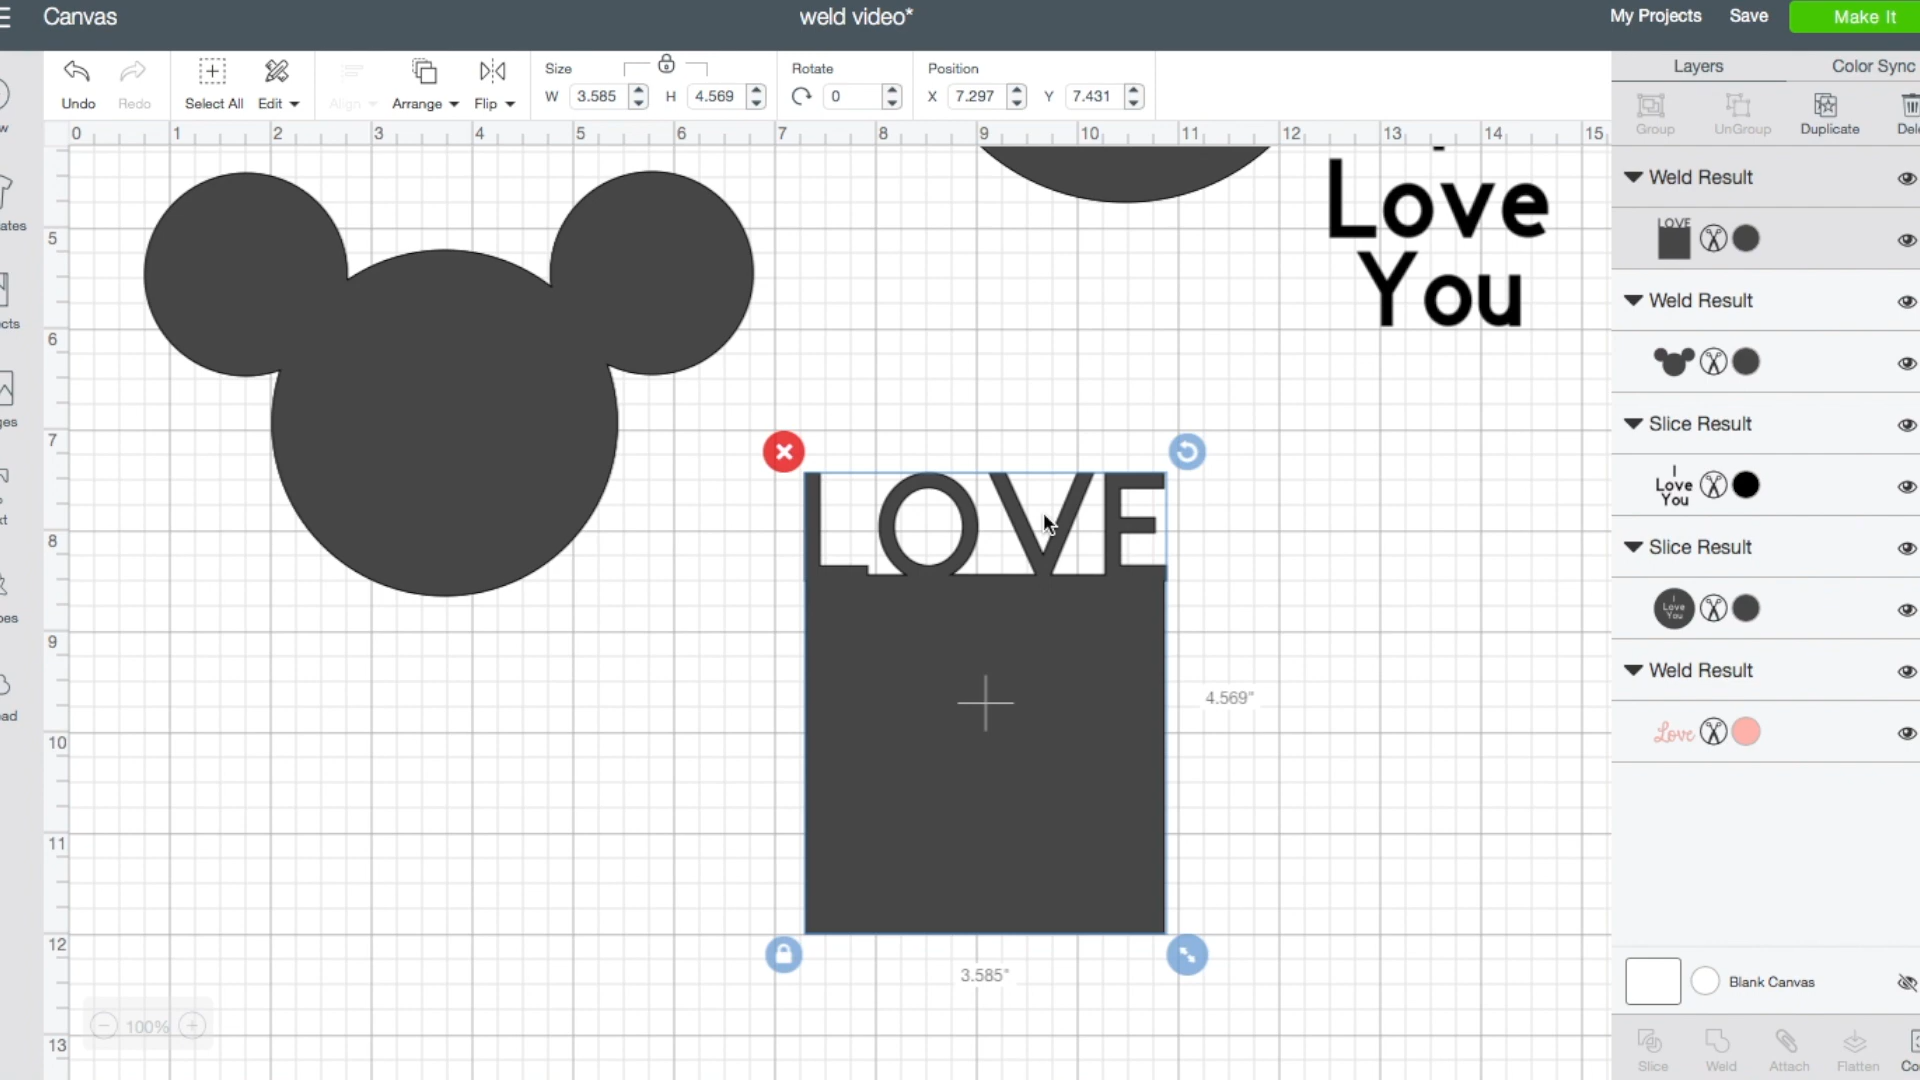 Canvas
weld video*
My Projects
Save
Make It
Undo
Redo
Select All
Edit
Align
Arrange
Flip
Size
W 3.585
H 4.569
Rotate
0
Position
X 7.297
Y 7.431
Layers
Color Sync
Group
UnGroup
Duplicate
0 1 2 3 4 5 6 7 8 9 10 11 12 13 14 15
5
6
7
8
9
10
11
12
13
Love
You
LOVE
4.569"
3.585"
100%
Weld Result
LOVE
Weld Result
Slice Result
I
Love
You
Slice Result
I
Love
You
Weld Result
Love
Blank Canvas
Slice
Weld
Attach
Flatten